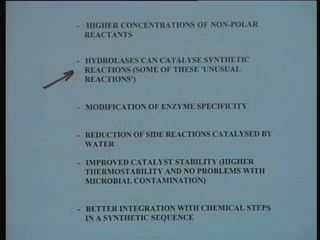 - HIGHER CONCENTRATIONS OF NON-POLAR
REACTANTS
- HYDROLASES CAN CATALYSE SYNTHETIC
REACTIONS (SOME OF THESE 'UNUSUAL
REACTIONS')
- MODIFICATION OF ENZYME SPECIFICITY
- REDUCTION OF SIDE REACTIONS CATALYSED BY
WATER
- IMPROVED CATALYST STABILITY (HIGHER
THERMOSTABILITY AND NO PROBLEMS WITH
MICROBIAL CONTAMINATION)
- BETTER INTEGRATION WITH CHEMICAL STEPS
IN A SYNTHETIC SEQUENCE